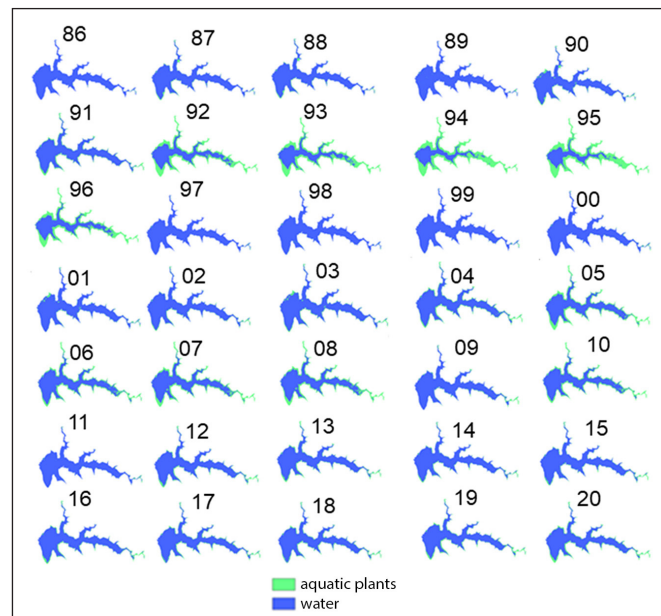 86 87 88 89 90
91 92 93 94 95
96 97 98 99 00
01 02 03 04 05
06 07 08 09 10
11 12 13 14 15
16 17 18 19 20
aquatic plants
water